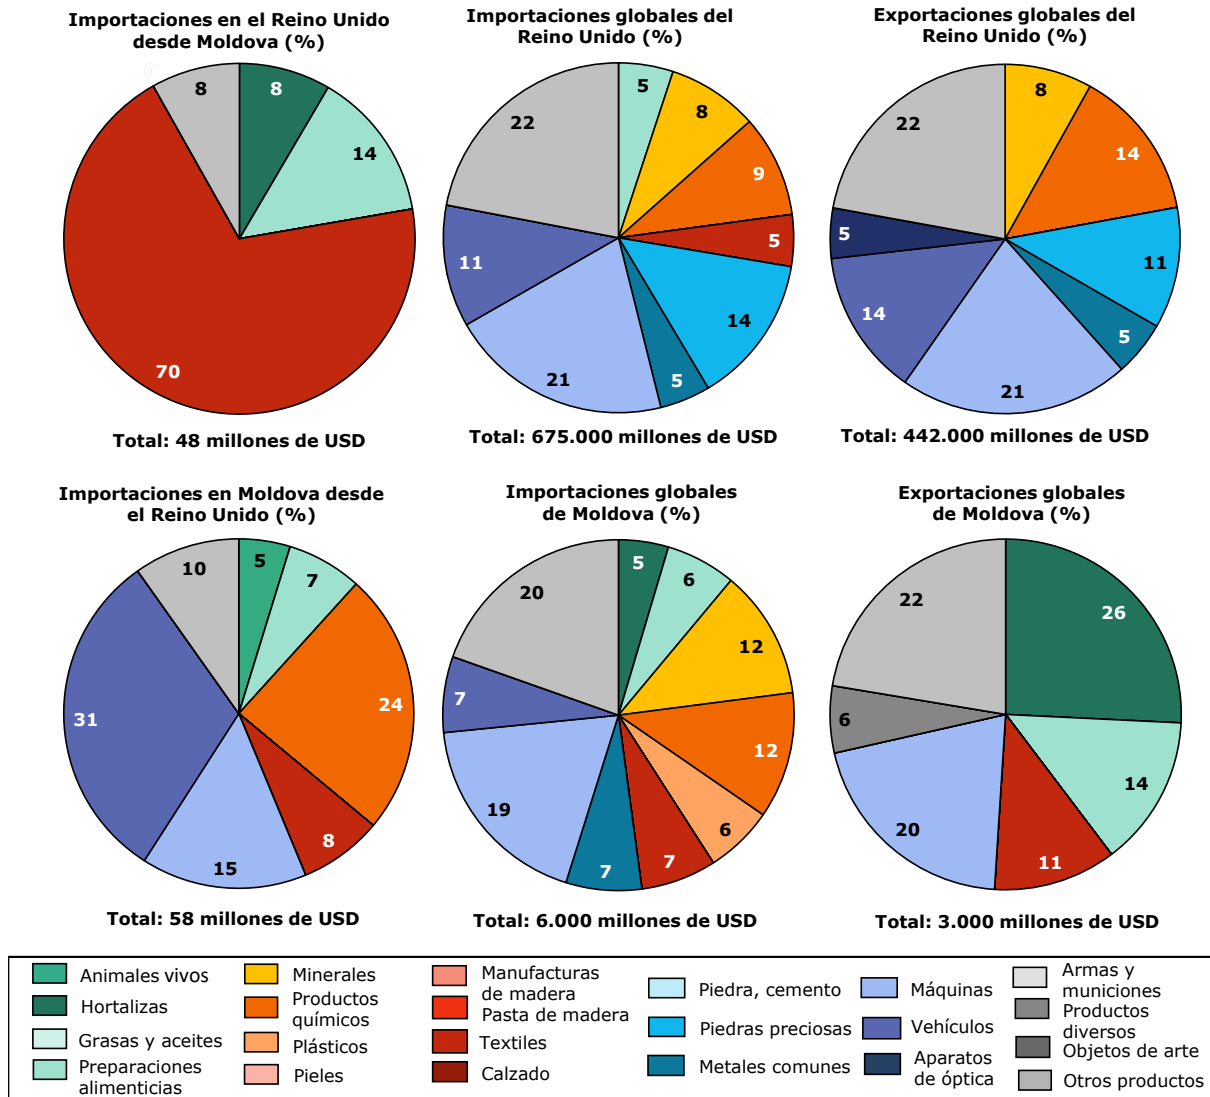 Importaciones en el Reino Unido
desde Moldova (%)
8
8
14
70
Total: 48 millones de USD
Importaciones globales del
Reino Unido (%)
5
8
9
5
14
5
21
11
22
Total: 675.000 millones de USD
Exportaciones globales del
Reino Unido (%)
8
14
11
5
21
14
5
22
Total: 442.000 millones de USD
Importaciones en Moldova desde
el Reino Unido (%)
5
7
24
8
15
31
10
Total: 58 millones de USD
Importaciones globales
de Moldova (%)
5
6
12
12
6
7
7
19
7
20
Total: 6.000 millones de USD
Exportaciones globales
de Moldova (%)
26
14
11
20
6
22
Total: 3.000 millones de USD
Animales vivos
Hortalizas
Grasas y aceites
Preparaciones
alimenticias
Minerales
Productos
químicos
Plásticos
Pieles
Manufacturas
de madera
Pasta de madera
Textiles
Calzado
Piedra, cemento
Piedras preciosas
Metales comunes
Máquinas
Vehículos
Aparatos
de óptica
Armas y
municiones
Productos
diversos
Objetos de arte
Otros productos